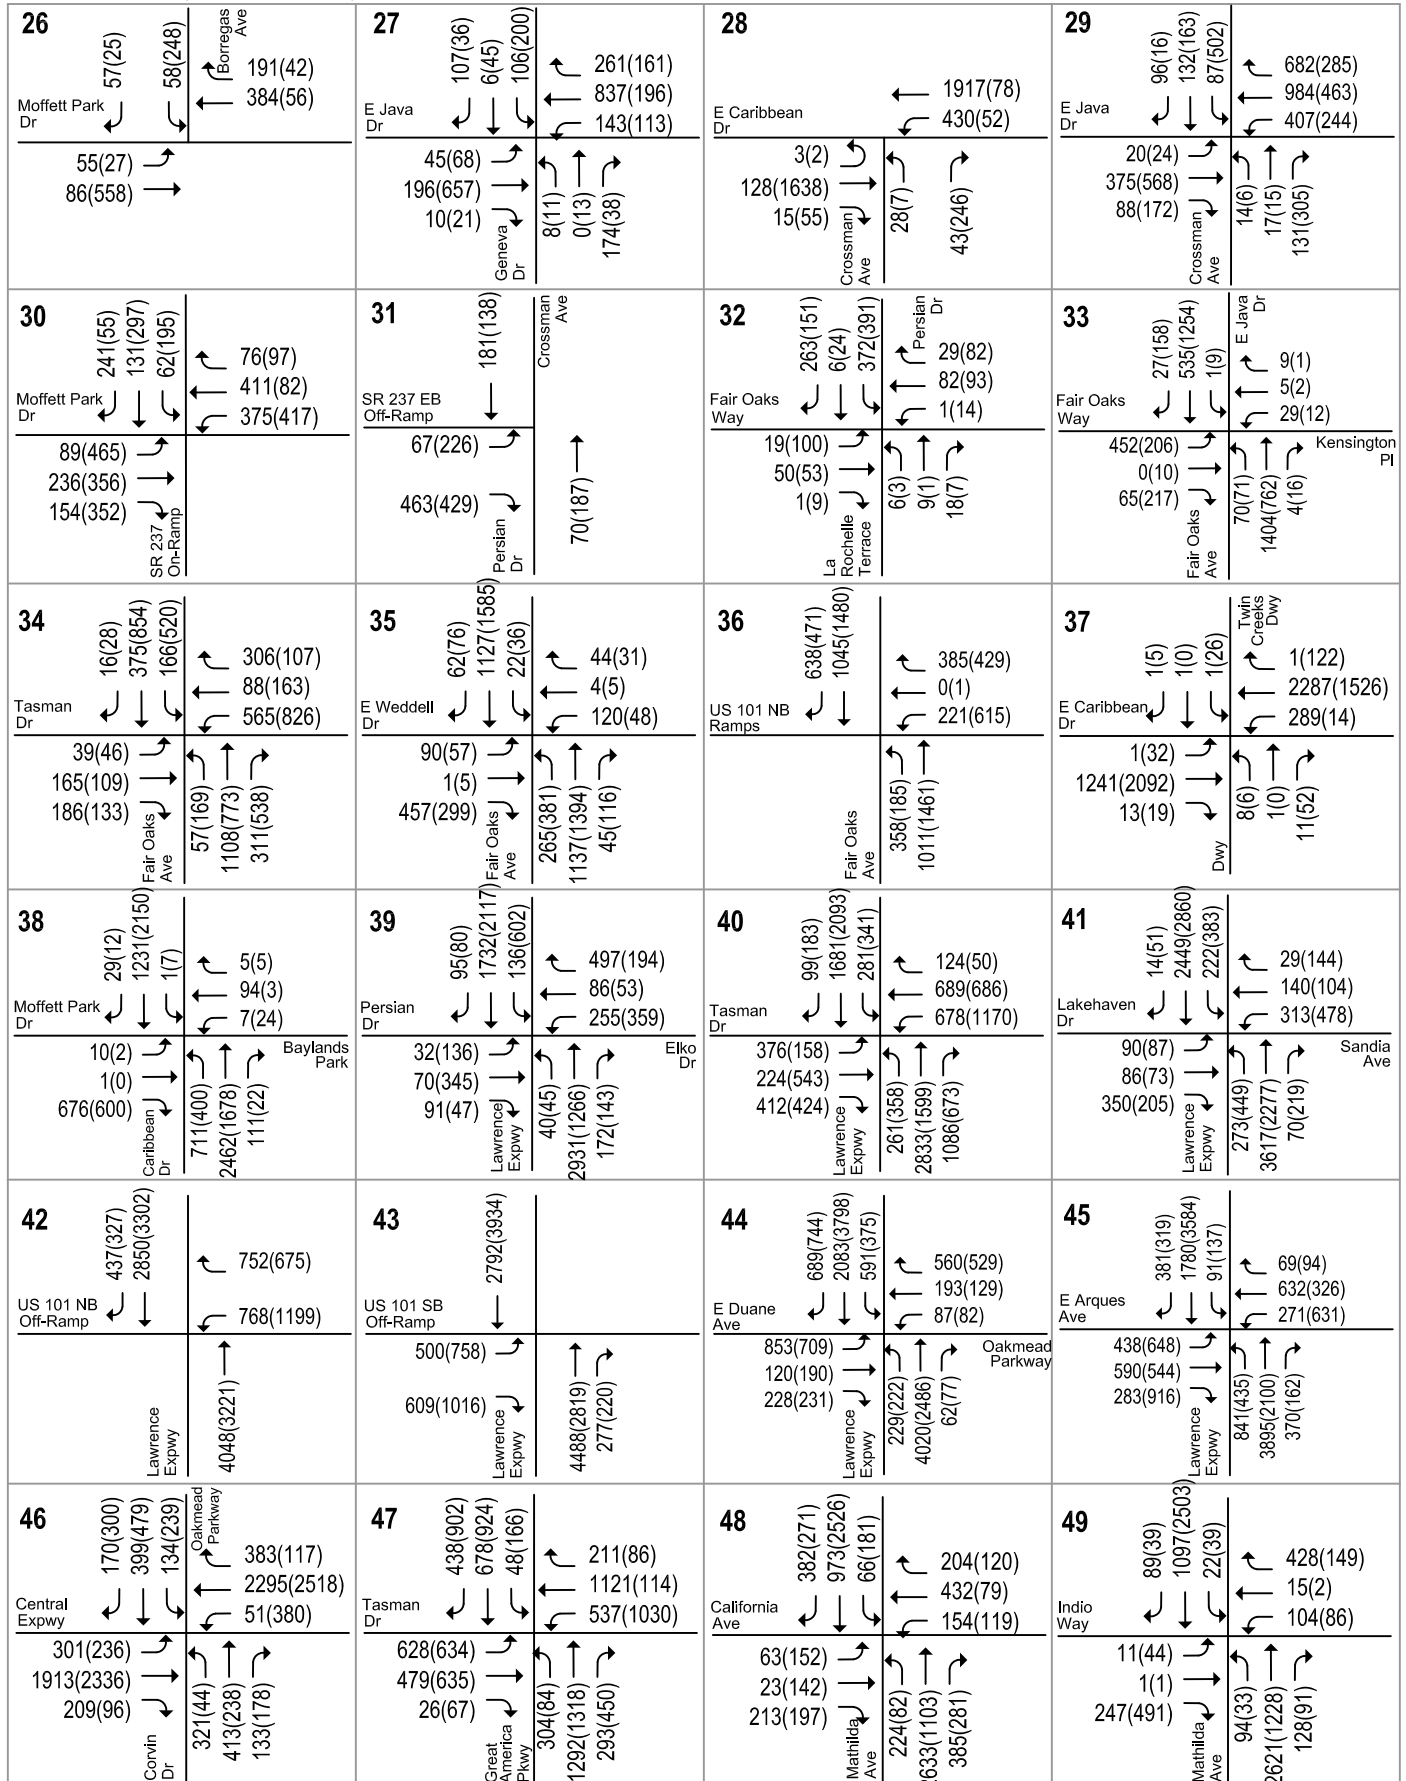 26
57(25)
58(248)
Borregas
Ave
191(42)
384(56)
Moffett Park
Dr
55(27)
86(558)
27
107(36)
6(45)
106(200)
261(161)
837(196)
143(113)
E Java
Dr
45(68)
196(657)
10(21)
8(11)
0(13)
174(38)
Geneva
Dr
28
1917(78)
430(52)
E Caribbean
Dr
3(2)
128(1638)
15(55)
28(7)
43(246)
Crossman
Ave
29
96(16)
132(163)
87(502)
682(285)
984(463)
407(244)
E Java
Dr
20(24)
375(568)
88(172)
14(6)
17(15)
131(305)
Crossman
Ave
30
241(55)
131(297)
62(195)
76(97)
411(82)
375(417)
Moffett Park
Dr
89(465)
236(356)
154(352)
SR 237
On-Ramp
31
181(138)
Crossman
Ave
SR 237 EB
Off-Ramp
67(226)
463(429)
70(187)
Persian
Dr
32
263(151)
6(24)
372(391)
Persian
Dr
29(82)
82(93)
1(14)
Fair Oaks
Way
19(100)
50(53)
1(9)
6(3)
9(1)
18(7)
La
Rochelle
Terrace
33
27(158)
535(1254)
1(9)
E Java
Dr
9(1)
5(2)
29(12)
Fair Oaks
Way
Kensington
Pl
452(206)
0(10)
65(217)
70(71)
1404(762)
4(16)
Fair Oaks
Ave
34
16(28)
375(854)
166(520)
306(107)
88(163)
565(826)
Tasman
Dr
39(46)
165(109)
186(133)
57(169)
1108(773)
311(538)
Fair Oaks
Ave
35
62(76)
1127(1585)
22(36)
44(31)
4(5)
120(48)
E Weddell
Dr
90(57)
1(5)
457(299)
265(381)
1137(1394)
45(116)
Fair Oaks
Ave
36
638(471)
1045(1480)
385(429)
0(1)
221(615)
US 101 NB
Ramps
358(185)
1011(1461)
Fair Oaks
Ave
37
1(5)
1(0)
1(26)
Twin
Creeks
Dwy
1(122)
2287(1526)
289(14)
E Caribbean
Dr
1(32)
1241(2092)
13(19)
8(6)
1(0)
11(52)
Dwy
38
29(12)
1231(2150)
1(7)
5(5)
94(3)
7(24)
Moffett Park
Dr
Baylands
Park
10(2)
1(0)
676(600)
711(400)
2462(1678)
111(22)
Caribbean
Dr
39
95(80)
1732(2117)
136(602)
497(194)
86(53)
255(359)
Persian
Dr
Elko
Dr
32(136)
70(345)
91(47)
40(45)
2931(1266)
172(143)
Lawrence
Expwy
40
99(183)
1681(2093)
281(341)
124(50)
689(686)
678(1170)
Tasman
Dr
376(158)
224(543)
412(424)
261(358)
2833(1599)
1086(673)
Lawrence
Expwy
41
14(51)
2449(2860)
222(383)
29(144)
140(104)
313(478)
Lakehaven
Dr
Sandia
Ave
90(87)
86(73)
350(205)
273(449)
3617(2277)
70(219)
Lawrence
Expwy
42
437(327)
2850(3302)
752(675)
768(1199)
US 101 NB
Off-Ramp
4048(3221)
Lawrence
Expwy
43
2792(3934)
US 101 SB
Off-Ramp
500(758)
609(1016)
4488(2819)
277(220)
Lawrence
Expwy
44
689(744)
2083(3798)
591(375)
560(529)
193(129)
87(82)
E Duane
Ave
Oakmead
Parkway
853(709)
120(190)
228(231)
229(222)
4020(2486)
62(77)
Lawrence
Expwy
45
381(319)
1780(3584)
91(137)
69(94)
632(326)
271(631)
E Arques
Ave
438(648)
590(544)
283(916)
841(435)
3895(2100)
370(162)
Lawrence
Expwy
46
170(300)
399(479)
134(239)
Oakmead
Parkway
383(117)
2295(2518)
51(380)
Central
Expwy
301(236)
1913(2336)
209(96)
321(44)
413(238)
133(178)
Corvin
Dr
47
438(902)
678(924)
48(166)
211(86)
1121(114)
537(1030)
Tasman
Dr
628(634)
479(635)
26(67)
304(84)
1292(1318)
293(450)
Great
America
Pkwy
48
382(271)
973(2526)
66(181)
204(120)
432(79)
154(119)
California
Ave
63(152)
23(142)
213(197)
224(82)
2633(1103)
385(281)
Mathilda
Ave
49
89(39)
1097(2503)
22(39)
428(149)
15(2)
104(86)
Indio
Way
11(44)
1(1)
247(491)
94(33)
2621(1228)
128(91)
Mathilda
Ave